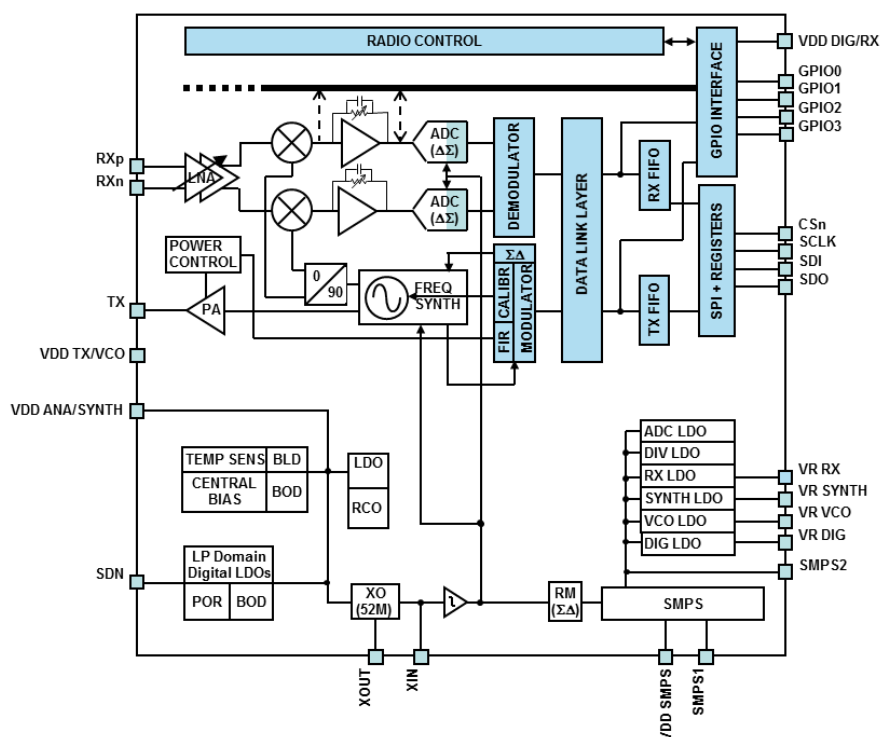 RADIO CONTROL
VDD DIG/RX
GPIO INTERFACE
GPIO0
GPIO1
GPIO2
GPIO3
RXp
RXn
LNA
ADC
(ΔΣ)
ADC
(ΔΣ)
DEMODULATOR
DATA LINK LAYER
RX FIFO
SPI + REGISTERS
CSn
SCLK
SDI
SDO
POWER
CONTROL
0
90
FREQ
SYNTH
ΣΔ
CALIBR
FIR
MODULATOR
TX FIFO
TX
PA
VDD TX/VCO
VDD ANA/SYNTH
TEMP SENS
BLD
CENTRAL
BIAS
BOD
LDO
RCO
ADC LDO
DIV LDO
RX LDO
SYNTH LDO
VCO LDO
DIG LDO
VR RX
VR SYNTH
VR VCO
VR DIG
SMPS2
SDN
LP Domain
Digital LDOs
POR
BOD
XO
(52M)
RM
(ΣΔ)
SMPS
XOUT
XIN
VDD SMPS
SMPS1